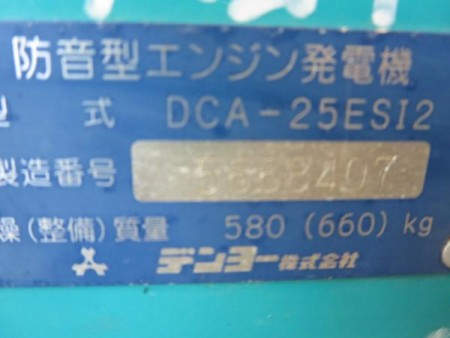 防音型エンジン発電機
型 式 DCA-25ESI2
製造番号
乾燥(整備)質量 580 (660) kg
デンヨー株式会社